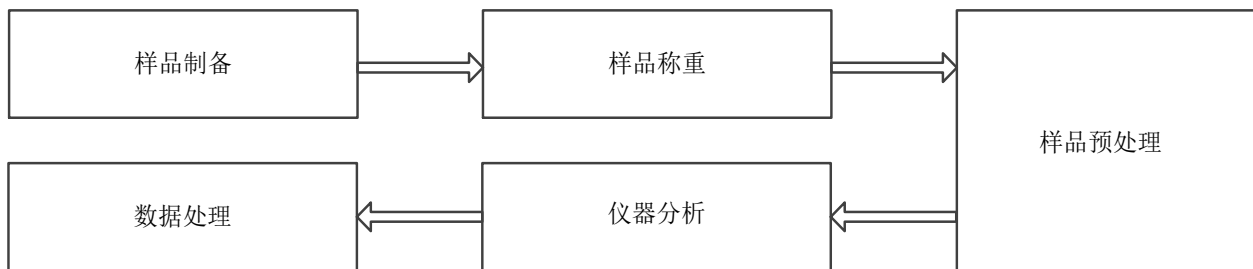 样品制备
样品称重
样品预处理
仪器分析
数据处理